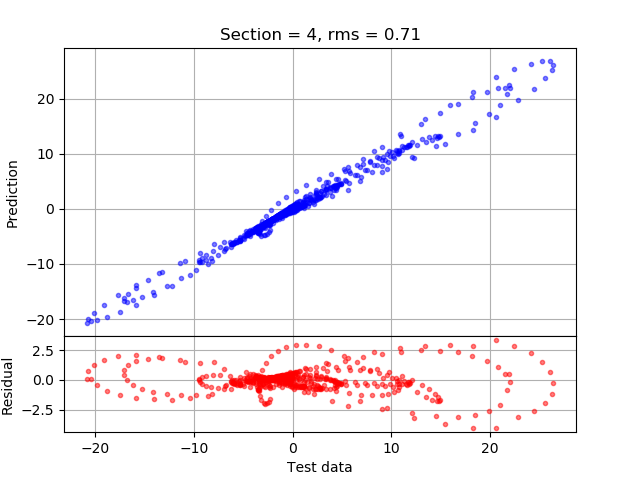 Section = 4, rms = 0.71
20
10
0
−10
−20
Prediction
2.5
0.0
−2.5
Residual
−20 −10 0 10 20
Test data